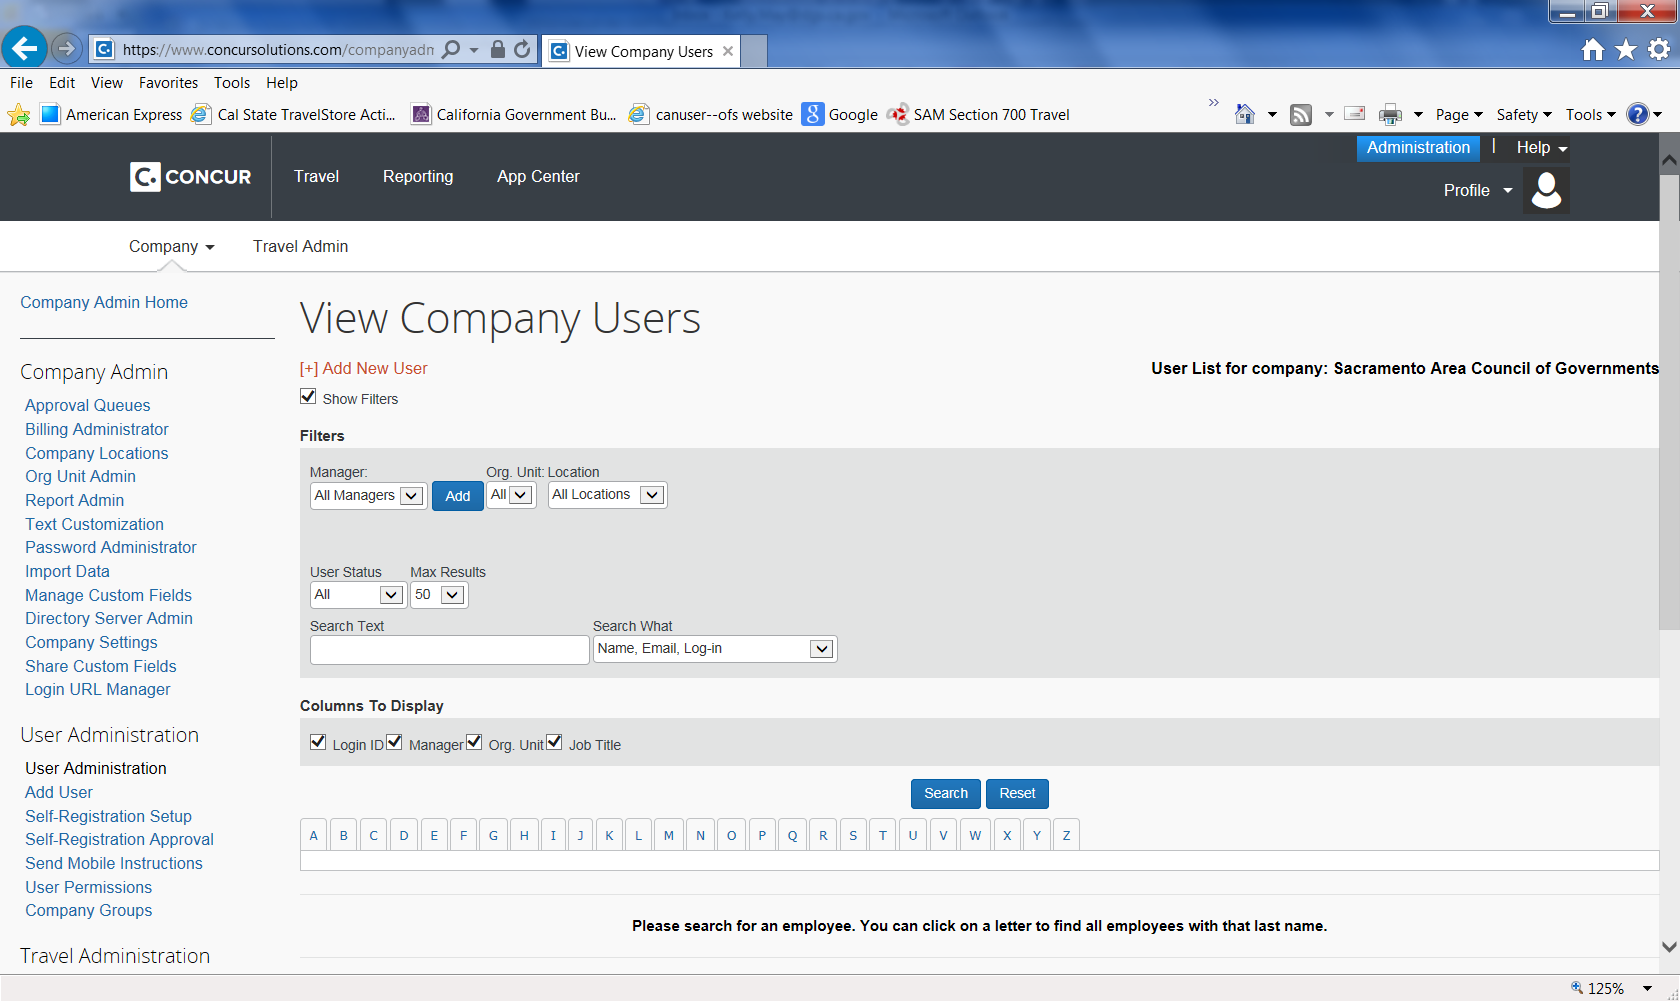 https://www.concursolutions.com/companyadn
View Company Users
File Edit View Favorites Tools Help
American Express Cal State TravelStore Acti... California Government Bu... canuser--ofs website Google SAM Section 700 Travel
Page Safety Tools
Administration | Help
C. CONCUR Travel Reporting App Center
Profile
Company Travel Admin
Company Admin Home
Company Admin
Approval Queues
Billing Administrator
Company Locations
Org Unit Admin
Report Admin
Text Customization
Password Administrator
Import Data
Manage Custom Fields
Directory Server Admin
Company Settings
Share Custom Fields
Login URL Manager
User Administration
User Administration
Add User
Self-Registration Setup
Self-Registration Approval
Send Mobile Instructions
User Permissions
Company Groups
Travel Administration
View Company Users
[+] Add New User
User List for company: Sacramento Area Council of Governments
Show Filters
Filters
Manager: Org. Unit: Location
All Managers Add All All Locations
User Status Max Results
All 50
Search Text Search What
Name, Email, Log-in
Columns To Display
Login ID Manager Org. Unit Job Title
Search Reset
A B C D E F G H I J K L M N O P Q R S T U V W X Y Z
Please search for an employee. You can click on a letter to find all employees with that last name.
125%